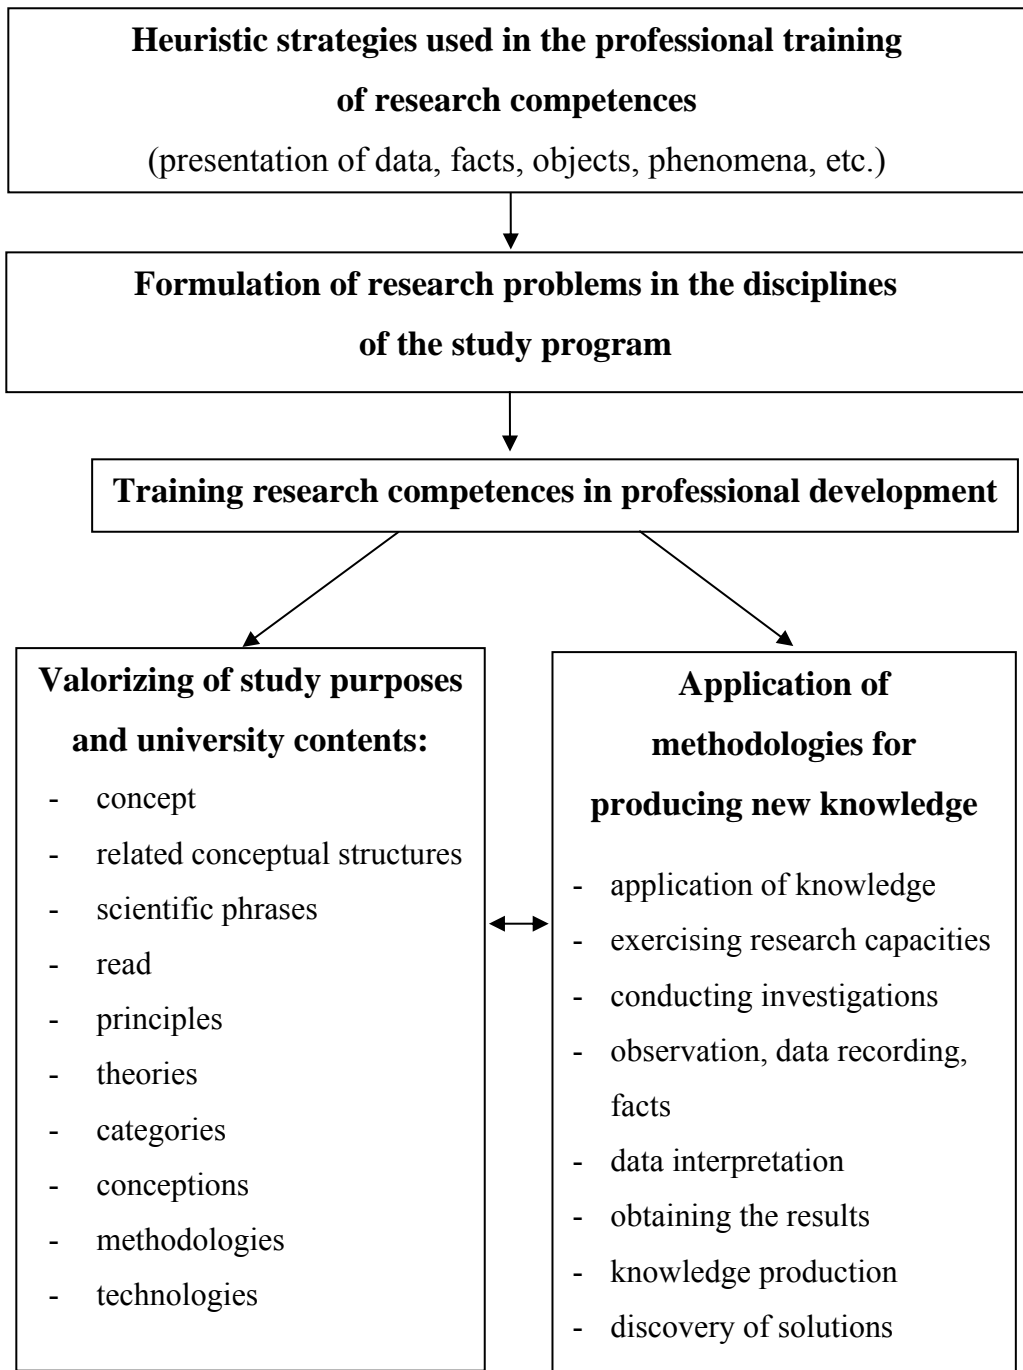 Heuristic strategies used in the professional training
of research competences
(presentation of data, facts, objects, phenomena, etc.)
Formulation of research problems in the disciplines
of the study program
Training research competences in professional development
Valorizing of study purposes
and university contents:
- concept
- related conceptual structures
- scientific phrases
- read
- principles
- theories
- categories
- conceptions
- methodologies
- technologies
Application of
methodologies for
producing new knowledge
- application of knowledge
- exercising research capacities
- conducting investigations
- observation, data recording,
facts
- data interpretation
- obtaining the results
- knowledge production
- discovery of solutions